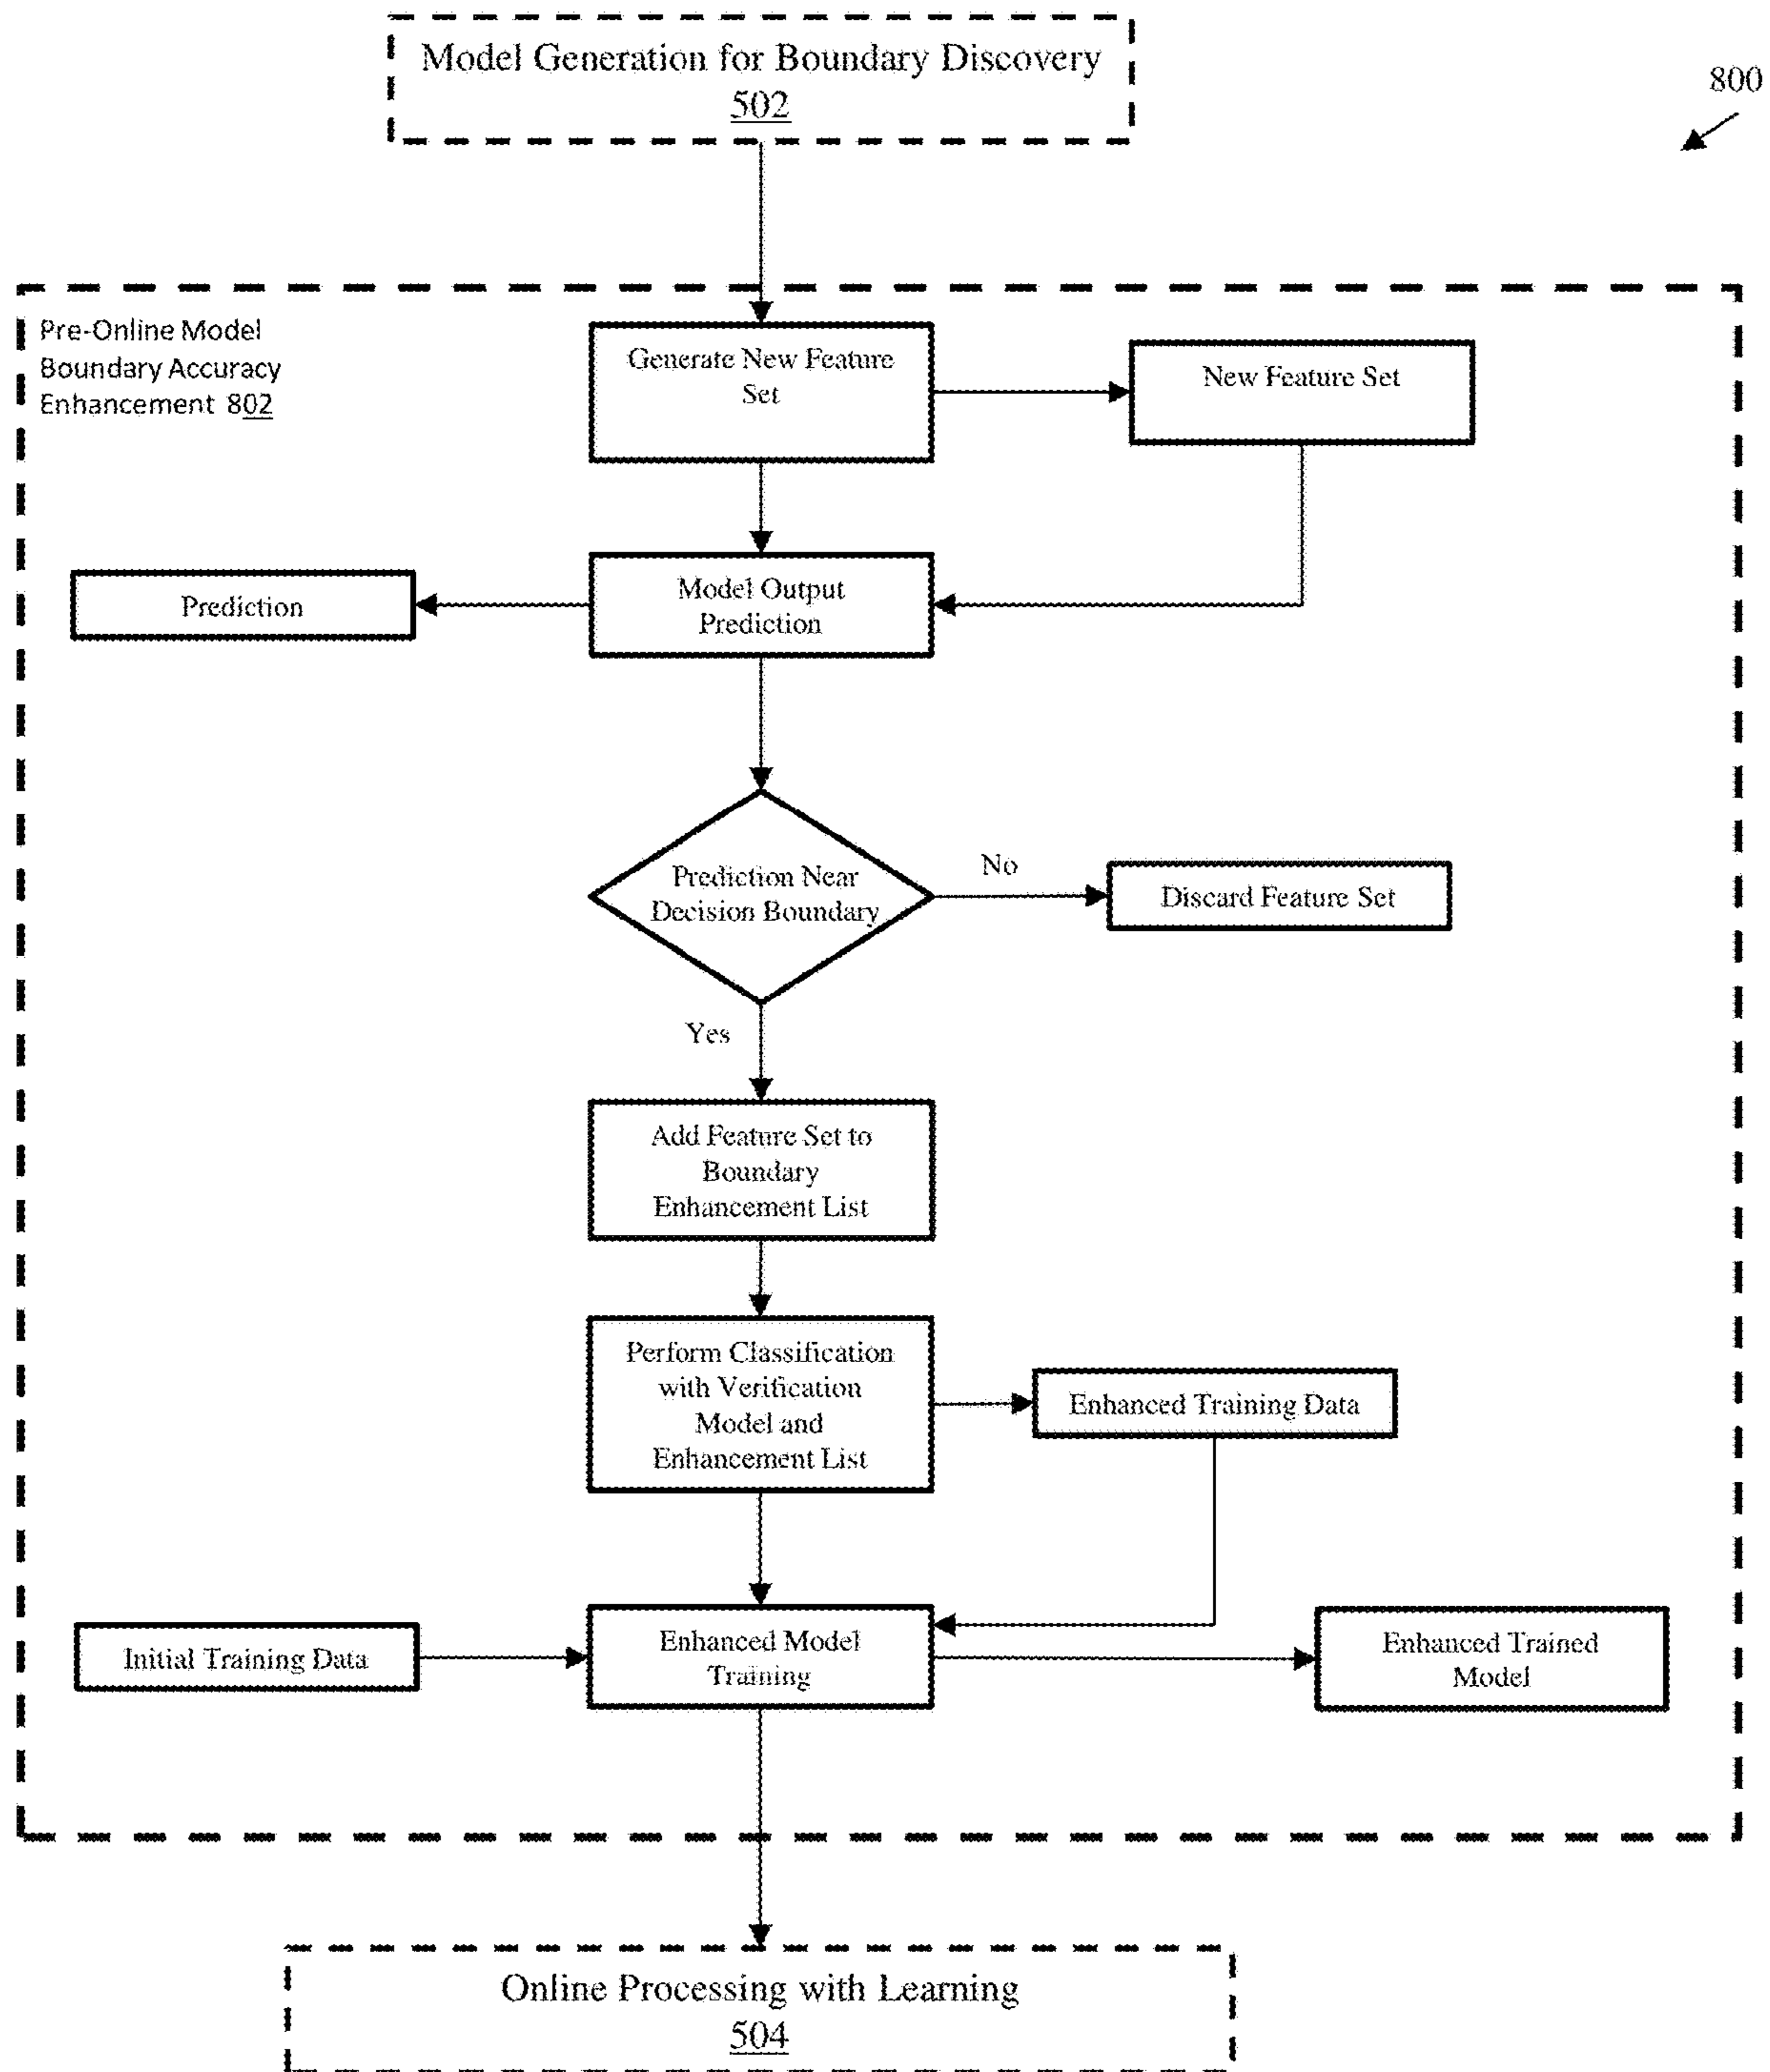 Model Generation for Boundary Discovery
502
800
Pre-Online Model
Boundary Accuracy
Enhancement 802
Generate New Feature
Set
New Feature Set
Prediction
Model Output
Prediction
Prediction Near
Decision Boundary
No
Discard Feature Set
Yes
Add Feature Set to
Boundary
Enhancement List
Perform Classification
with Verification
Model and
Enhancement List
Enhanced Training Data
Initial Training Data
Enhanced Model
Training
Enhanced Trained
Model
Online Processing with Learning
504